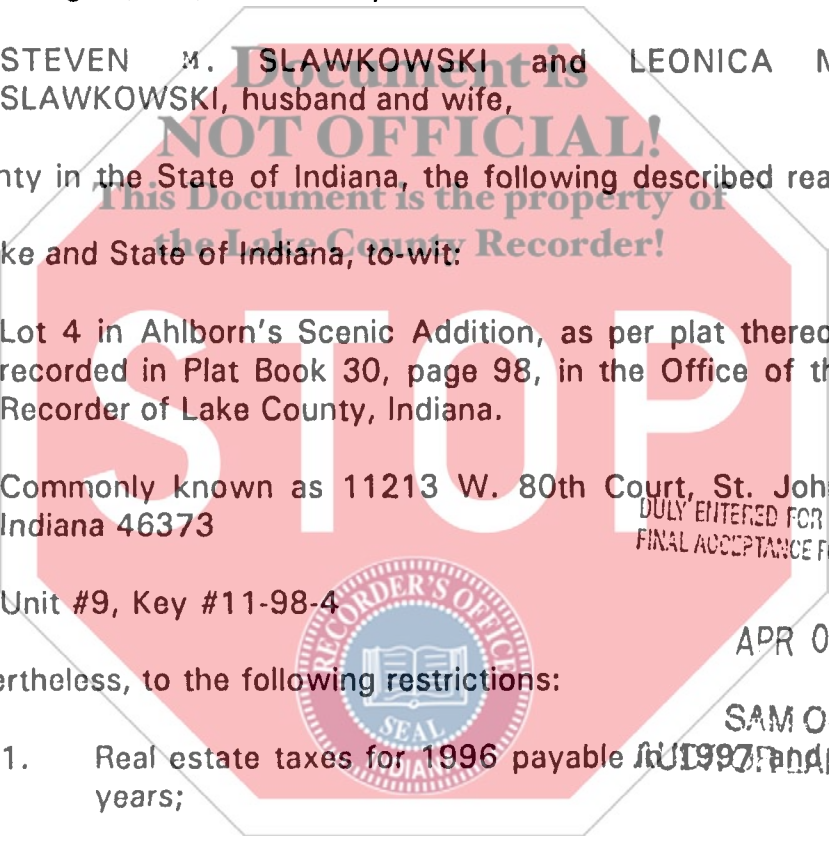 STEVEN M. SLAWKOWSKI and LEONICA M
SLAWKOWSKI, husband and wife,
Document is
NOT OFFICIAL!
This Document is the property of
the Lake County Recorder!
STOP
nty in the State of Indiana, the following described rea
ke and State of Indiana, to-wit:
Lot 4 in Ahlborn's Scenic Addition, as per plat thereo
recorded in Plat Book 30, page 98, in the Office of th
Recorder of Lake County, Indiana.
Commonly known as 11213 W. 80th Court, St. Joh
Indiana 46373
DULY ENTERED FOR
FINAL ACCEPTANCE F
Unit #9, Key #11-98-4
RECORDER'S OFFICE
SEAL
INDIANA
APR 0
ertheless, to the following restrictions:
SAM O
1. Real estate taxes for 1996 payable in 1997 and
years;